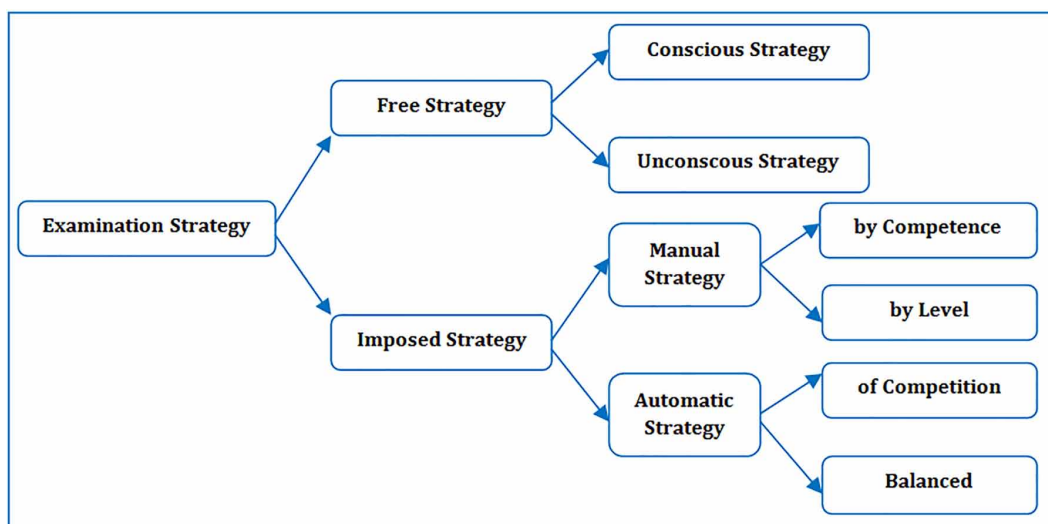 Conscious Strategy
Free Strategy
Unconscous Strategy
Examination Strategy
Manual
Strategy
by Competence
by Level
Imposed Strategy
Automatic
Strategy
of Competition
Balanced